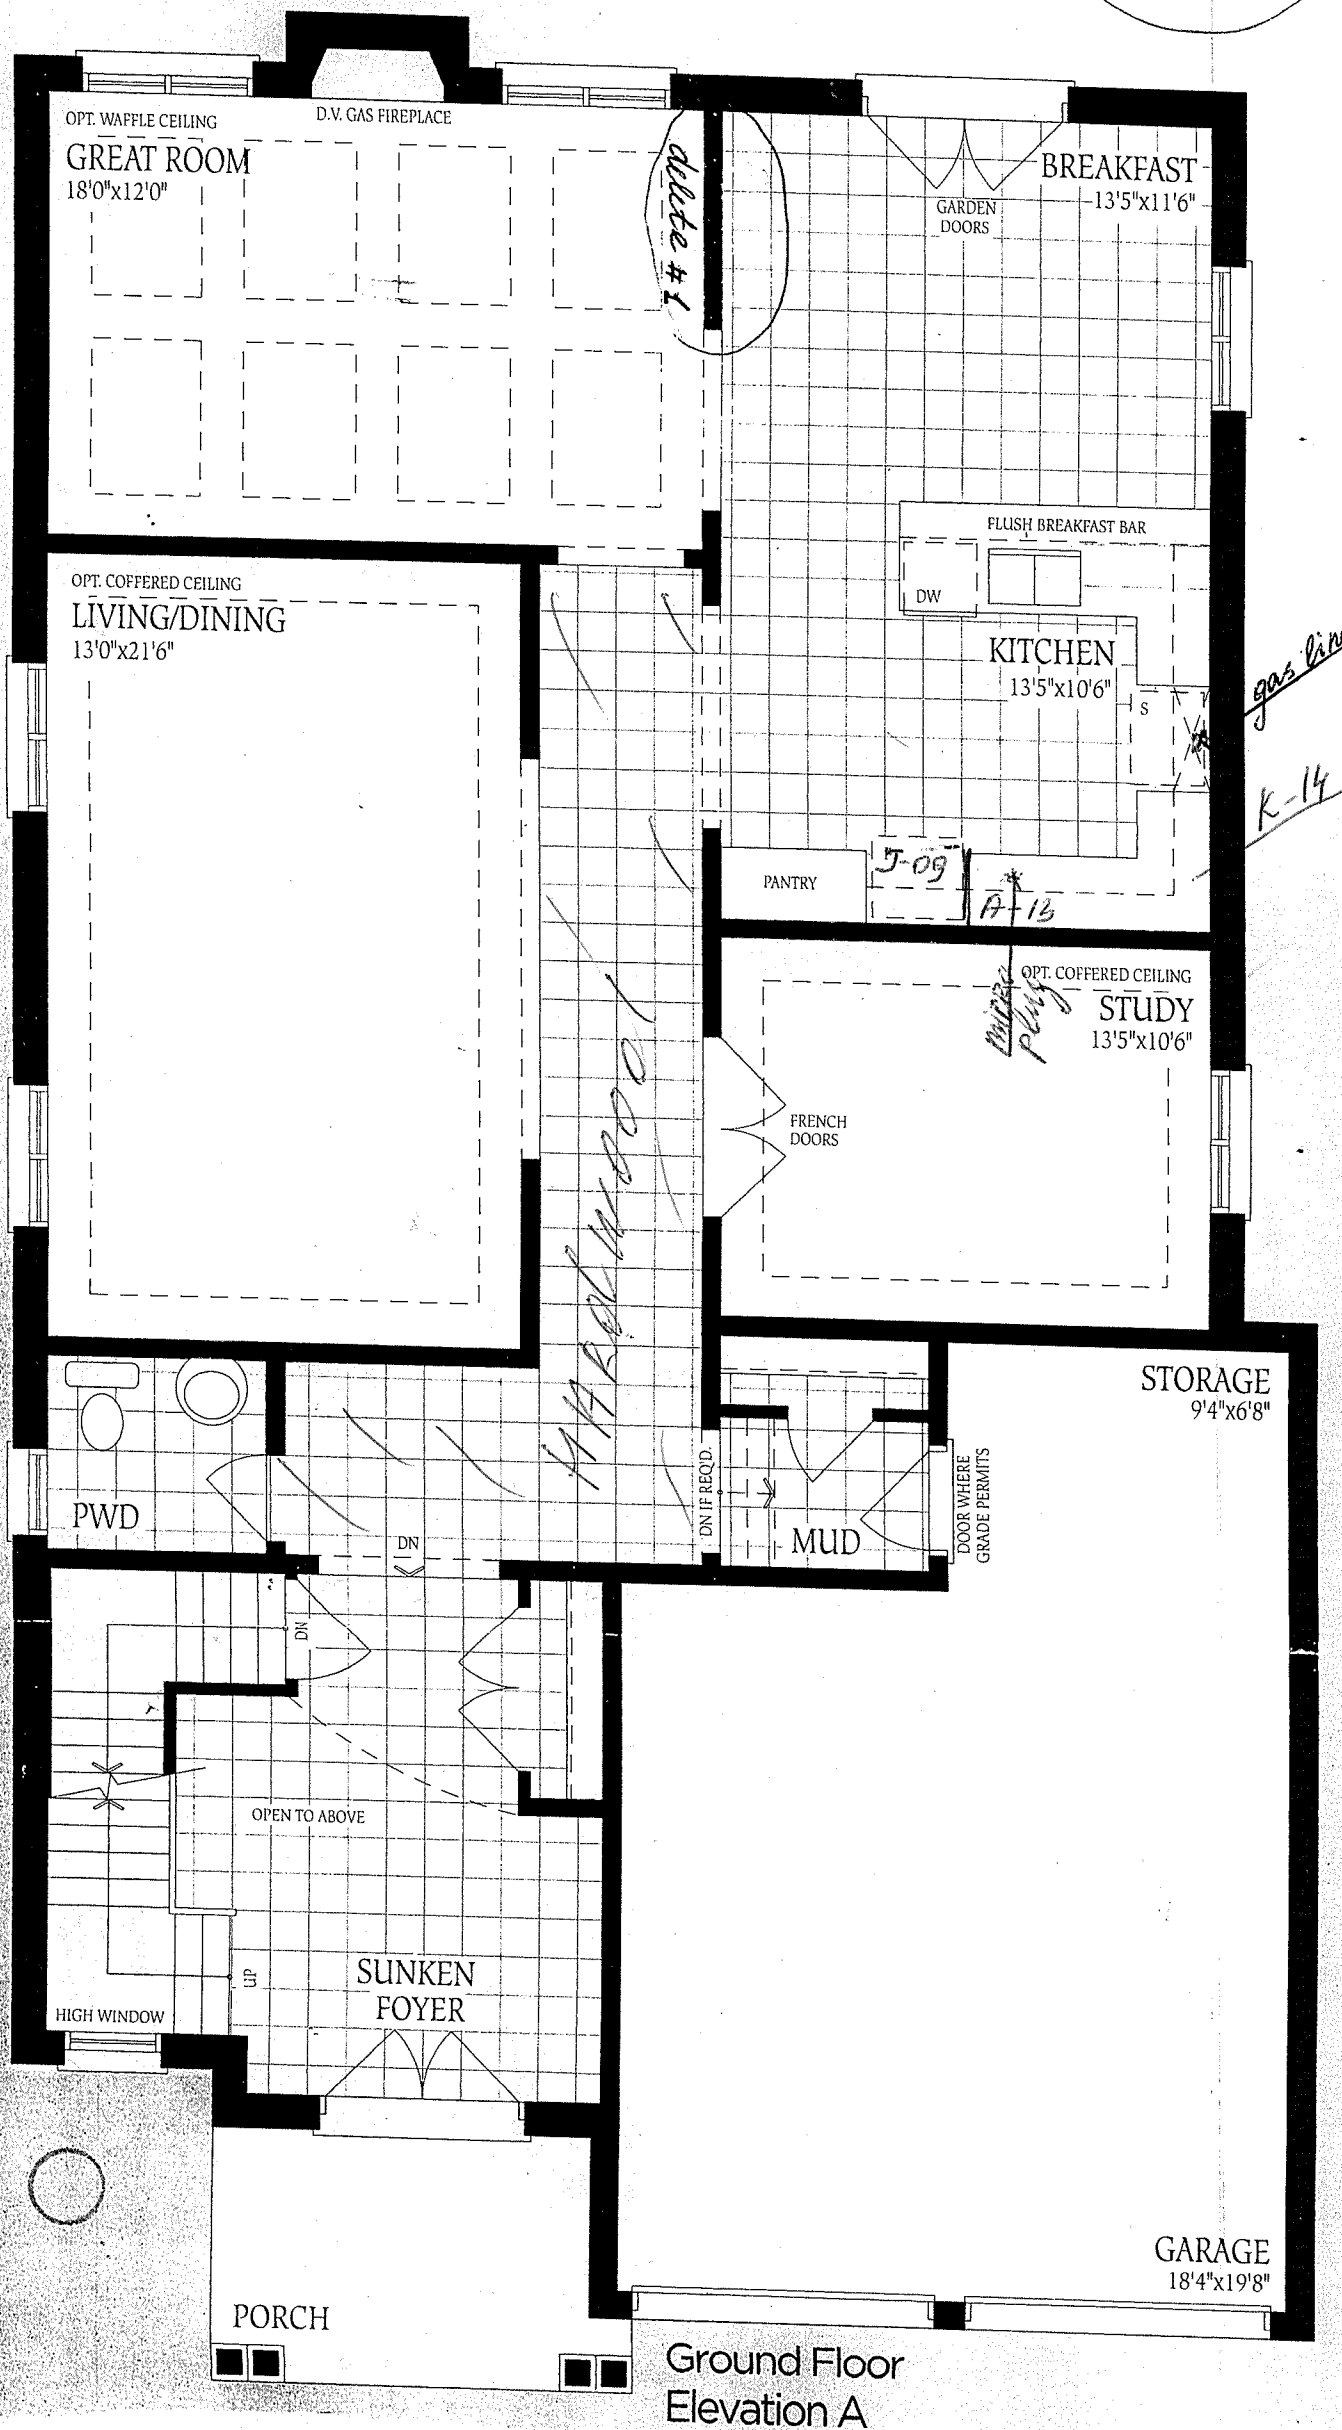 OPT. WAFFLE CEILING
GREAT ROOM
18'0"x12'0"
D.V. GAS FIREPLACE
delete #1
BREAKFAST
13'5"x11'6"
GARDEN
DOORS
FLUSH BREAKFAST BAR
DW
KITCHEN
13'5"x10'6"
S
gas lin
K-14
OPT. COFFERED CEILING
LIVING/DINING
13'0"x21'6"
PANTRY
J-09
A-13
micro
plug
OPT. COFFERED CEILING
STUDY
13'5"x10'6"
FRENCH
DOORS
HARDWOOD
STORAGE
9'4"x6'8"
PWD
DN
DN IF REQ'D.
MUD
DOOR WHERE
GRADE PERMITS
DN
OPEN TO ABOVE
UP
SUNKEN
FOYER
HIGH WINDOW
GARAGE
18'4"x19'8"
PORCH
Ground Floor
Elevation A